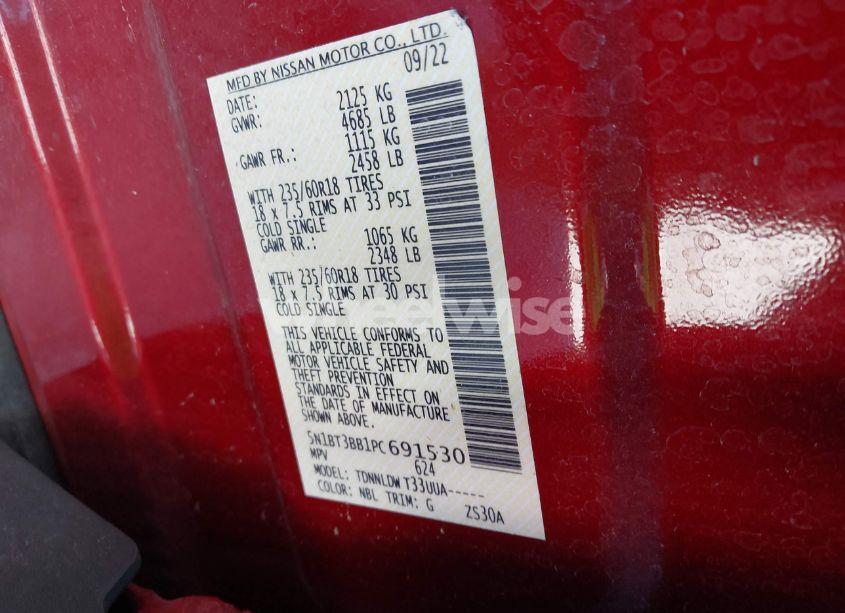 MFD BY NISSAN MOTOR CO., LTD.
DATE: 09/22
GVWR: 2125 KG
4685 LB
GAWR FR.: 1115 KG
2458 LB
WITH 235/60R18 TIRES
18 x 7.5 RIMS AT 33 PSI
COLD SINGLE
GAWR RR.: 1065 KG
2348 LB
WITH 235/60R18 TIRES
18 x 7.5 RIMS AT 30 PSI
COLD SINGLE
THIS VEHICLE CONFORMS TO
ALL APPLICABLE FEDERAL
MOTOR VEHICLE SAFETY AND
THEFT PREVENTION
STANDARDS IN EFFECT ON
THE DATE OF MANUFACTURE
SHOWN ABOVE.
5N1BT3BB1PC691530
MPV 624
MODEL: TDNNLDW T33UUA-----
COLOR: NBL TRIM: G ZS30A